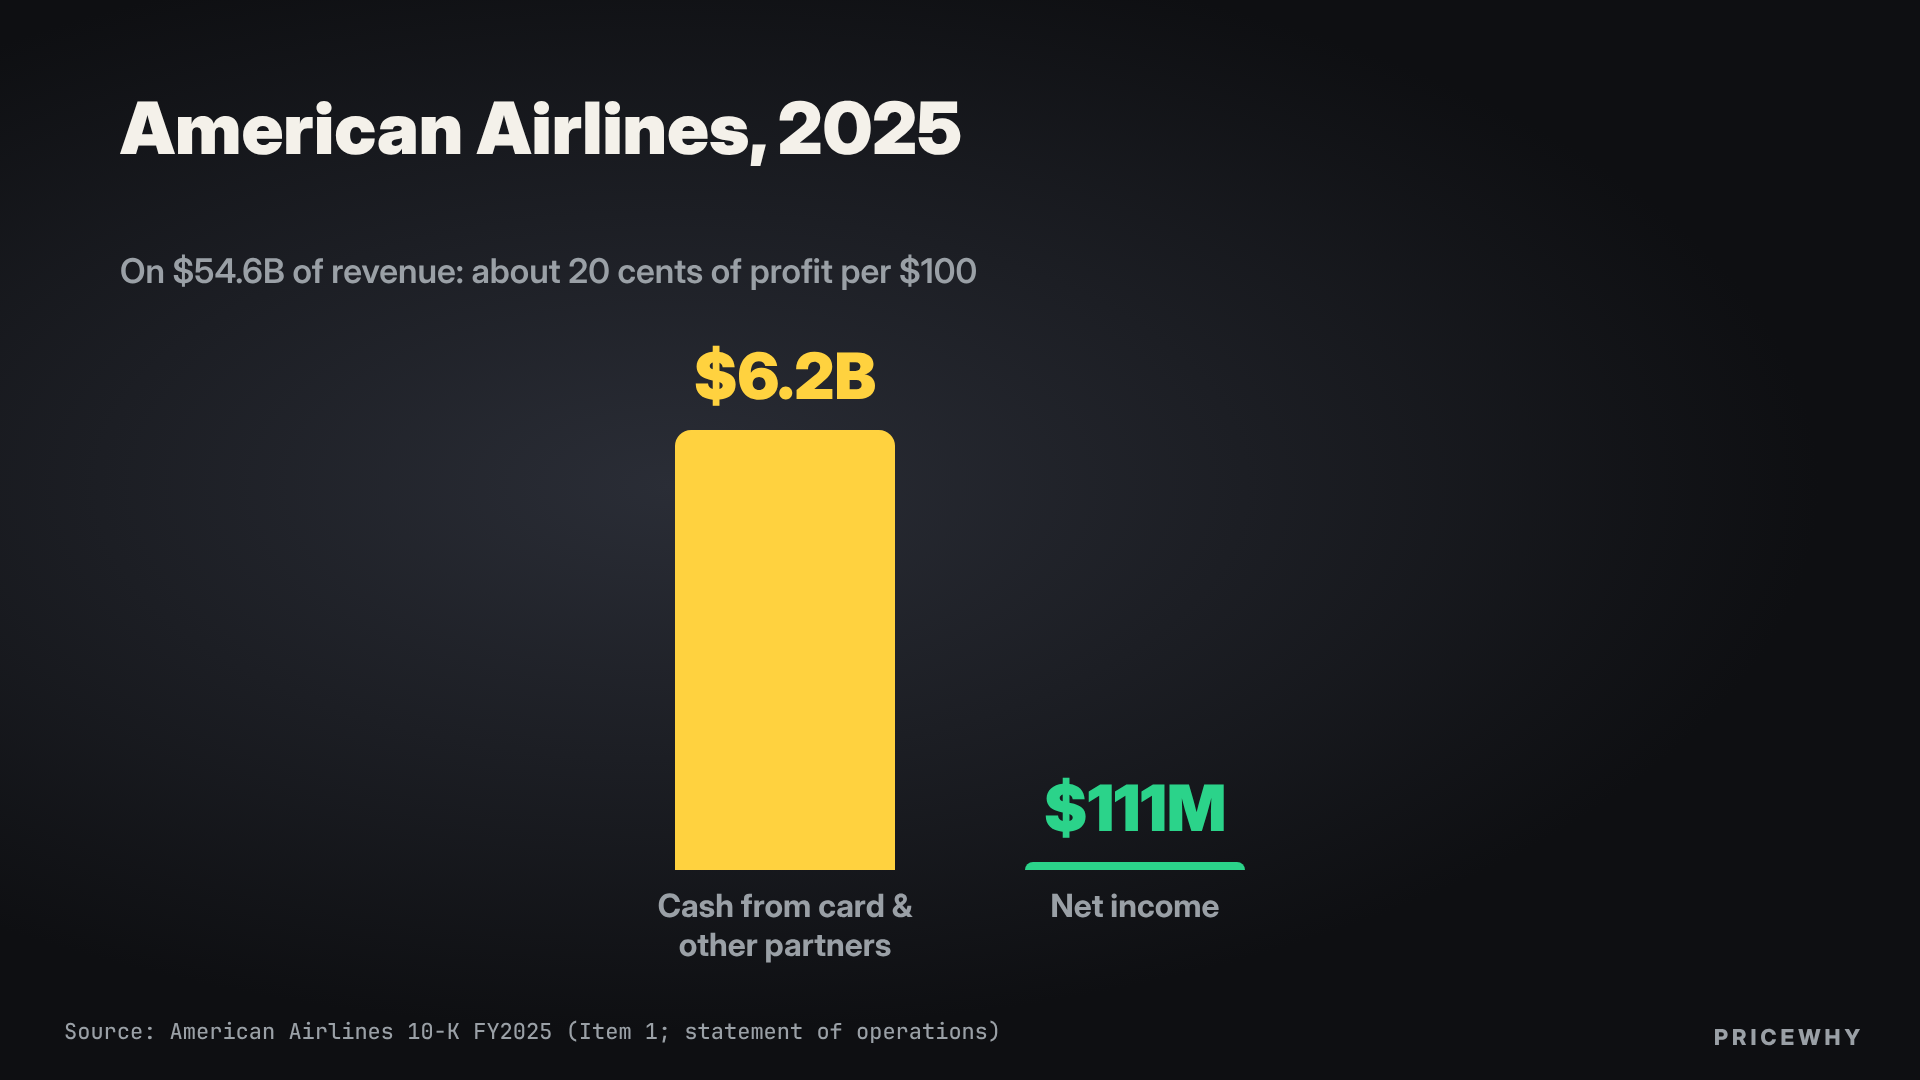 American Airlines, 2025
On $54.6B of revenue: about 20 cents of profit per $100
$6.2B
$111M
Cash from card &
other partners
Net income
Source: American Airlines 10-K FY2025 (Item 1; statement of operations)
PRICEWHY